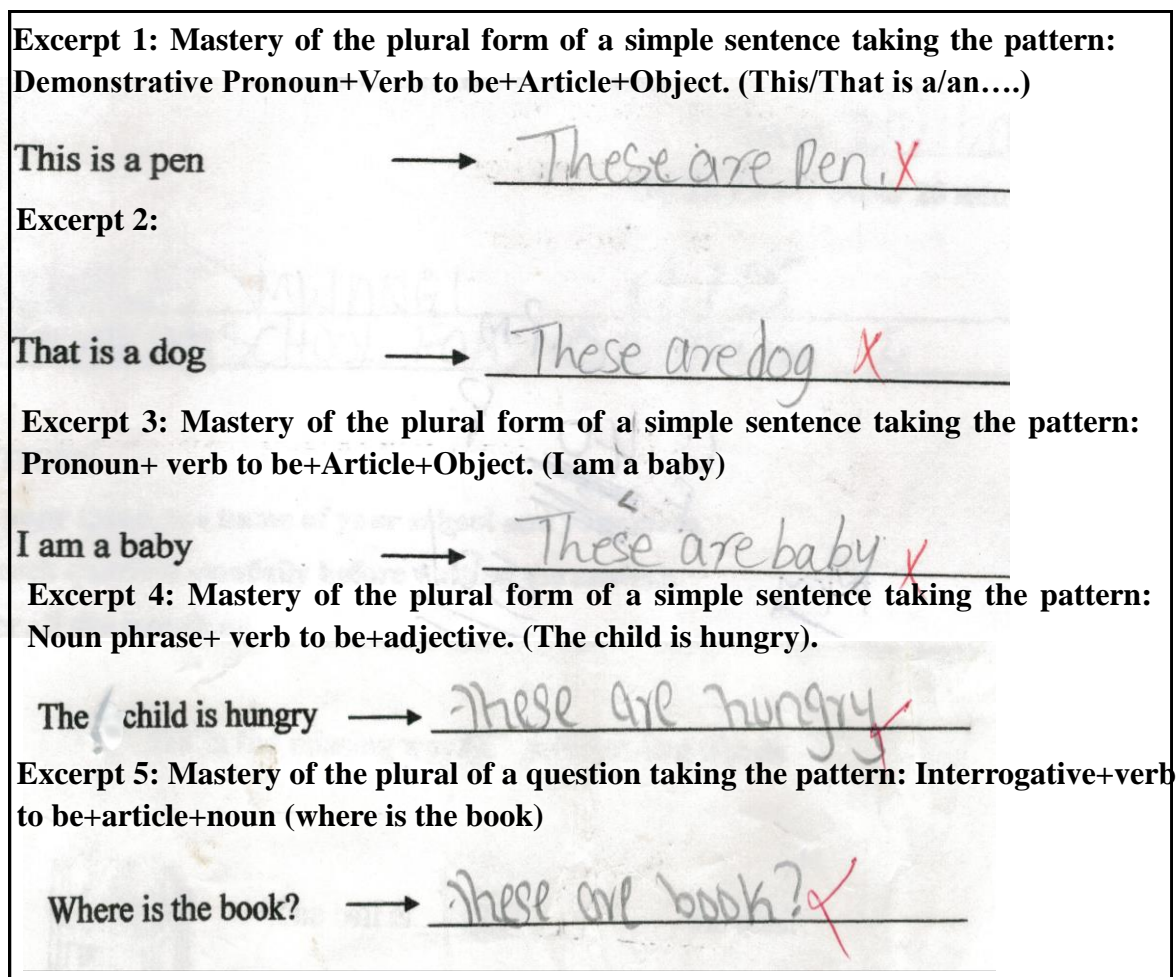 Excerpt 1: Mastery of the plural form of a simple sentence taking the pattern:
Demonstrative Pronoun+Verb to be+Article+Object. (This/That is a/an….)
This is a pen → These are Pen. X
Excerpt 2:
That is a dog → These are dog X
Excerpt 3: Mastery of the plural form of a simple sentence taking the pattern:
Pronoun+ verb to be+Article+Object. (I am a baby)
I am a baby → These are baby X
Excerpt 4: Mastery of the plural form of a simple sentence taking the pattern:
Noun phrase+ verb to be+adjective. (The child is hungry).
The child is hungry → These are hungry X
Excerpt 5: Mastery of the plural of a question taking the pattern: Interrogative+verb
to be+article+noun (where is the book)
Where is the book? → These are book? X